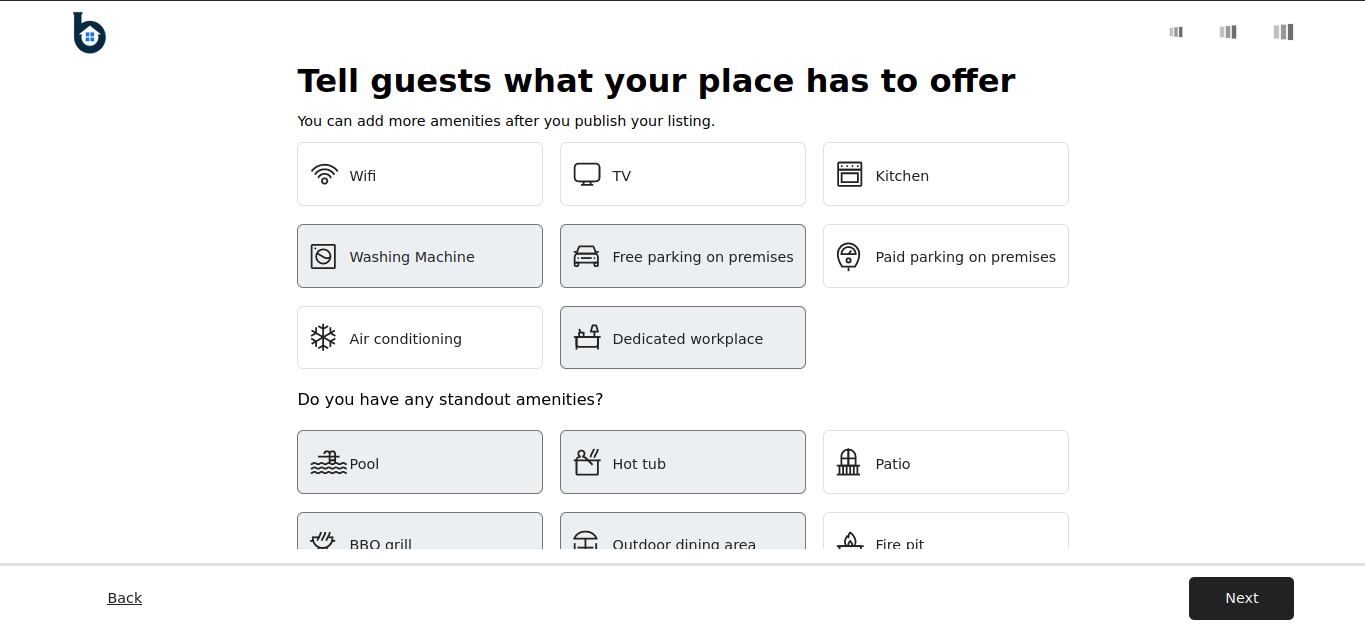 Tell guests what your place has to offer
You can add more amenities after you publish your listing.
Wifi
TV
Kitchen
Washing Machine
Free parking on premises
Paid parking on premises
Air conditioning
Dedicated workplace
Do you have any standout amenities?
Pool
Hot tub
Patio
BBQ grill
Outdoor dining area
Fire pit
Back
Next